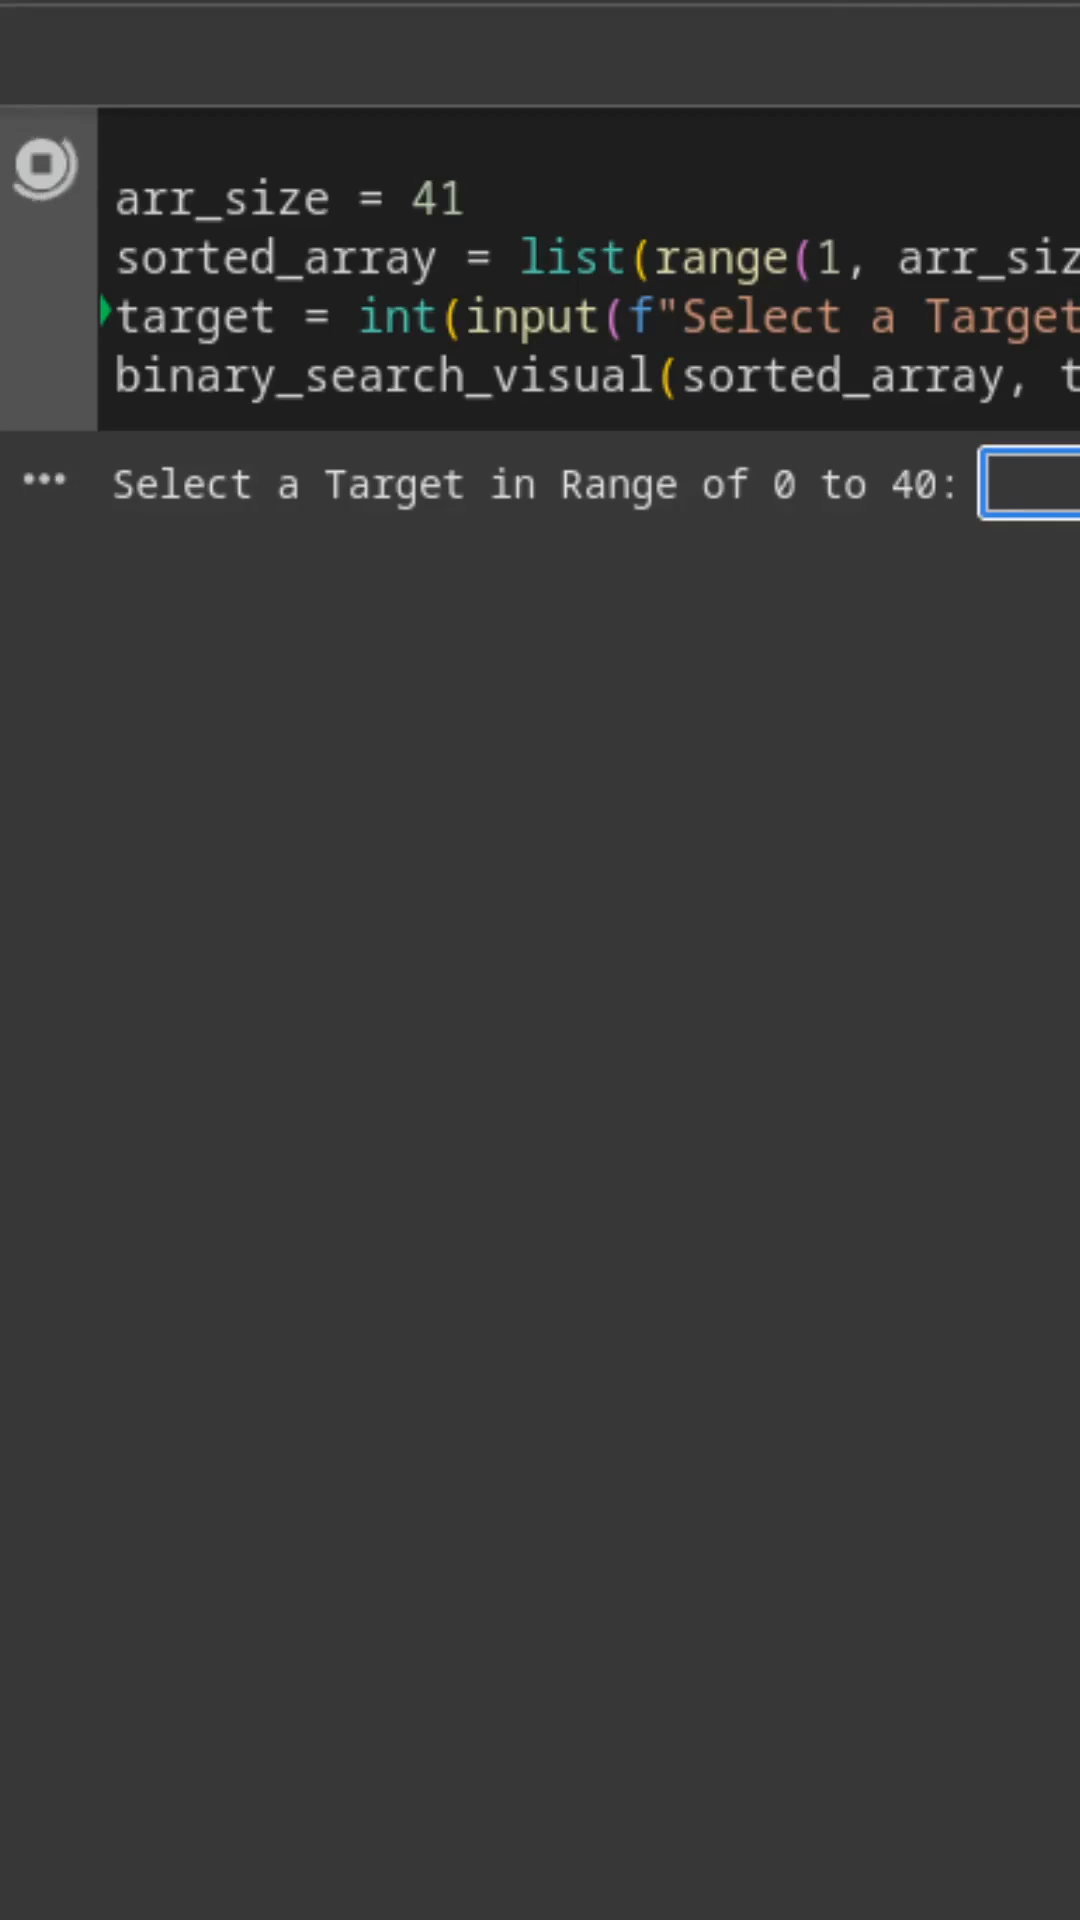 arr_size = 41
sorted_array = list(range(1, arr_siz
target = int(input(f"Select a Target
binary_search_visual(sorted_array, t
Select a Target in Range of 0 to 40: